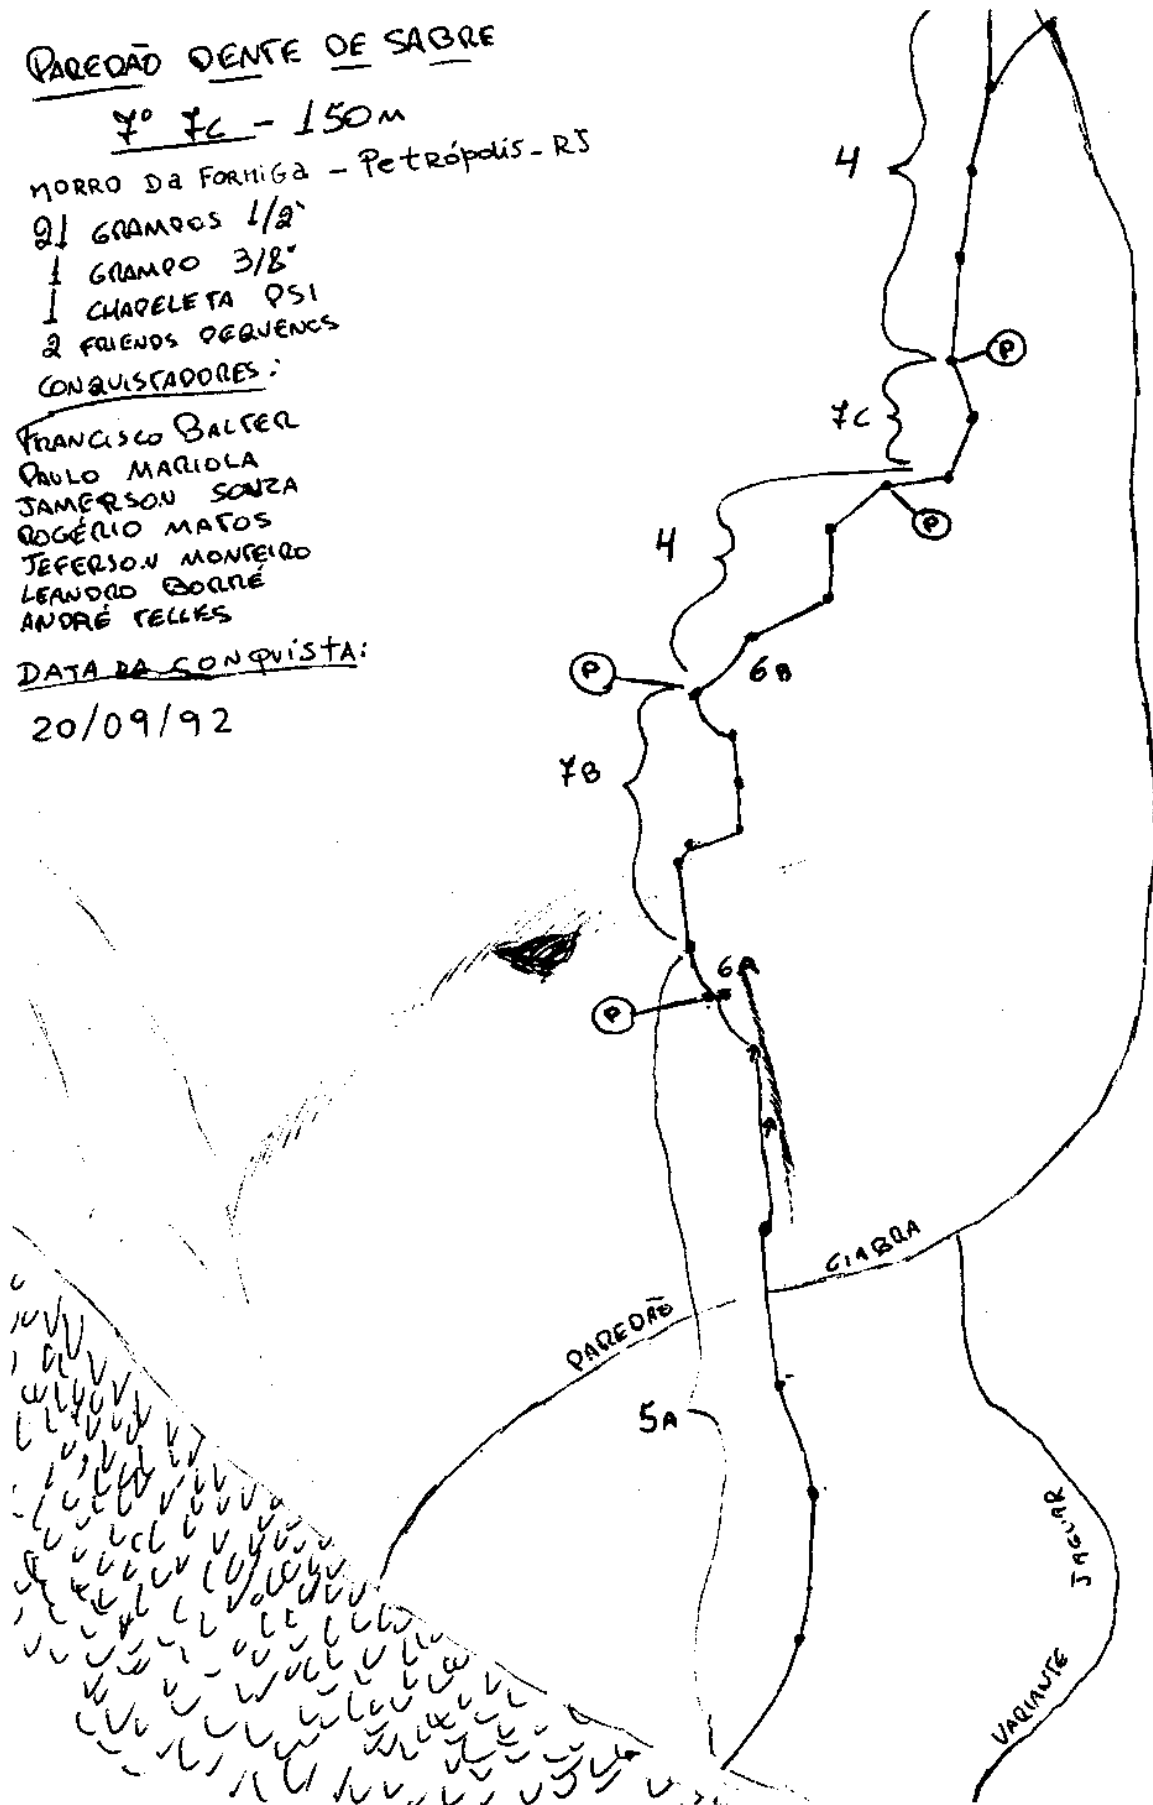 PAREDÃO DENTE DE SABRE
7° 7c - 150m
MORRO Da FORMIGa - Petrópolis - RJ
21 GRAMPOS 1/2"
1 GRAMPO 3/8"
1 CHAPELETA PSI
2 FRIENDS PEQUENOS
CONQUISTADORES:
FRANCISCO BALTER
PAULO MARIOLA
JAMERSON SOUZA
ROGÉRIO MATOS
JEFERSON MONTEIRO
LEANDRO BORRÉ
ANDRÉ TELLES
DATA DA CONQUISTA:
20/09/92
4
P
7C
P
4
P
6B
7B
6A
P
PAREDÃO CIABRA
5A
VARIANTE JAGUAR